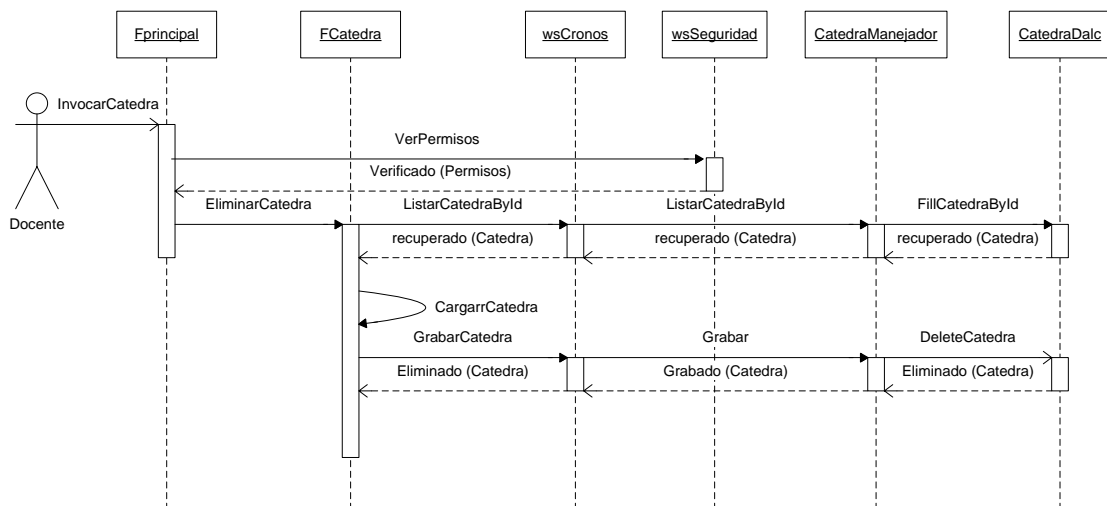 Fprincipal
FCatedra
wsCronos
wsSeguridad
CatedraManejador
CatedraDalc
InvocarCatedra
VerPermisos
Verificado (Permisos)
Docente
EliminarCatedra
ListarCatedraById
ListarCatedraById
FillCatedraById
recuperado (Catedra)
recuperado (Catedra)
recuperado (Catedra)
CargarrCatedra
GrabarCatedra
Grabar
DeleteCatedra
Eliminado (Catedra)
Grabado (Catedra)
Eliminado (Catedra)